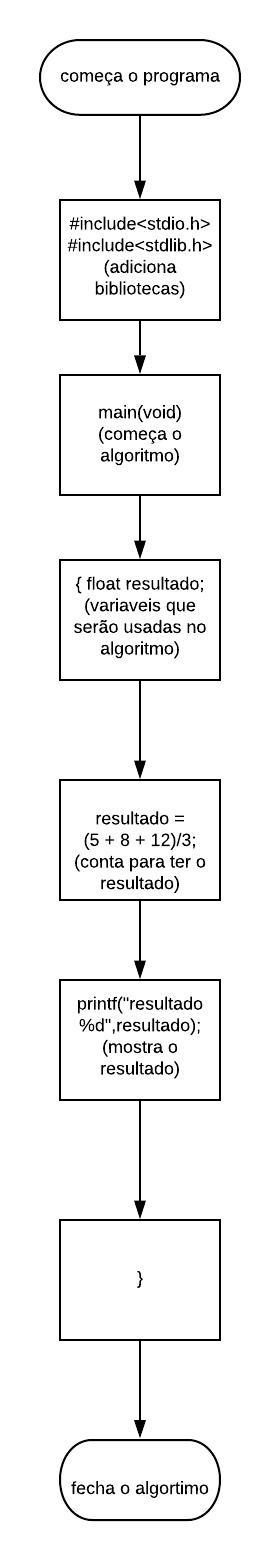 começa o programa
#include<stdio.h>
#include<stdlib.h>
(adiciona
bibliotecas)
main(void)
(começa o
algoritmo)
{ float resultado;
(variaveis que
serão usadas no
algoritmo)
resultado =
(5 + 8 + 12)/3;
(conta para ter o
resultado)
printf("resultado
%d",resultado);
(mostra o
resultado)
}
fecha o algortimo